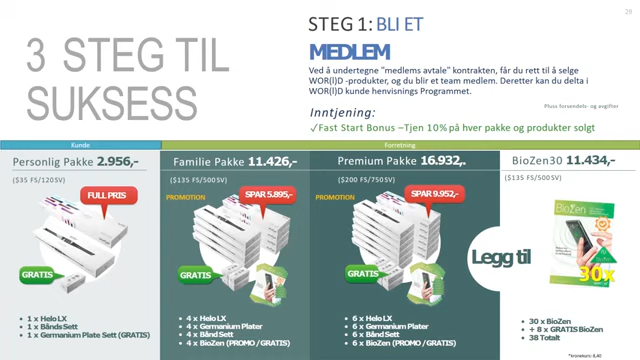 28
3 STEG TIL
SUKSESS
STEG 1: BLI ET
MEDLEM
Ved å undertegne "medlems avtale" kontrakten, får du rett til å selge
WOR(l)D -produkter, og du blir et team medlem. Deretter kan du delta i
WOR(l)D kunde henvisnings Programmet.
Pluss forsendels- og avgifter
Inntjening:
✓Fast Start Bonus –Tjen 10% på hver pakke og produkter solgt
Kunde
Forretning
Personlig Pakke 2.956,-
($35 FS/120SV)
FULL PRIS
GRATIS
• 1 x Helo LX
• 1 x Bånds Sett
• 1 x Germanium Plate Sett (GRATIS)
Familie Pakke 11.426,-
($135 FS/500SV)
PROMOTION
SPAR 5.895,-
GRATIS
• 4 x Helo LX
• 4 x Germanium Plater
• 4 x Bånd Sett
• 4 x BioZen (PROMO / GRATIS)
Premium Pakke 16.932,.
($200 FS/750SV)
PROMOTION
SPAR 9.952,-
GRATIS
• 6 x Helo LX
• 6 x Germanium Plater
• 6 x Bånd Sett
• 6 x BioZen (PROMO / GRATIS)
Legg til
BioZen30 11.434,-
($135 FS/500SV)
BioZen
30x
• 30 x BioZen
• + 8 x GRATIS BioZen
• 38 Totalt
*kronekurs: 8,40